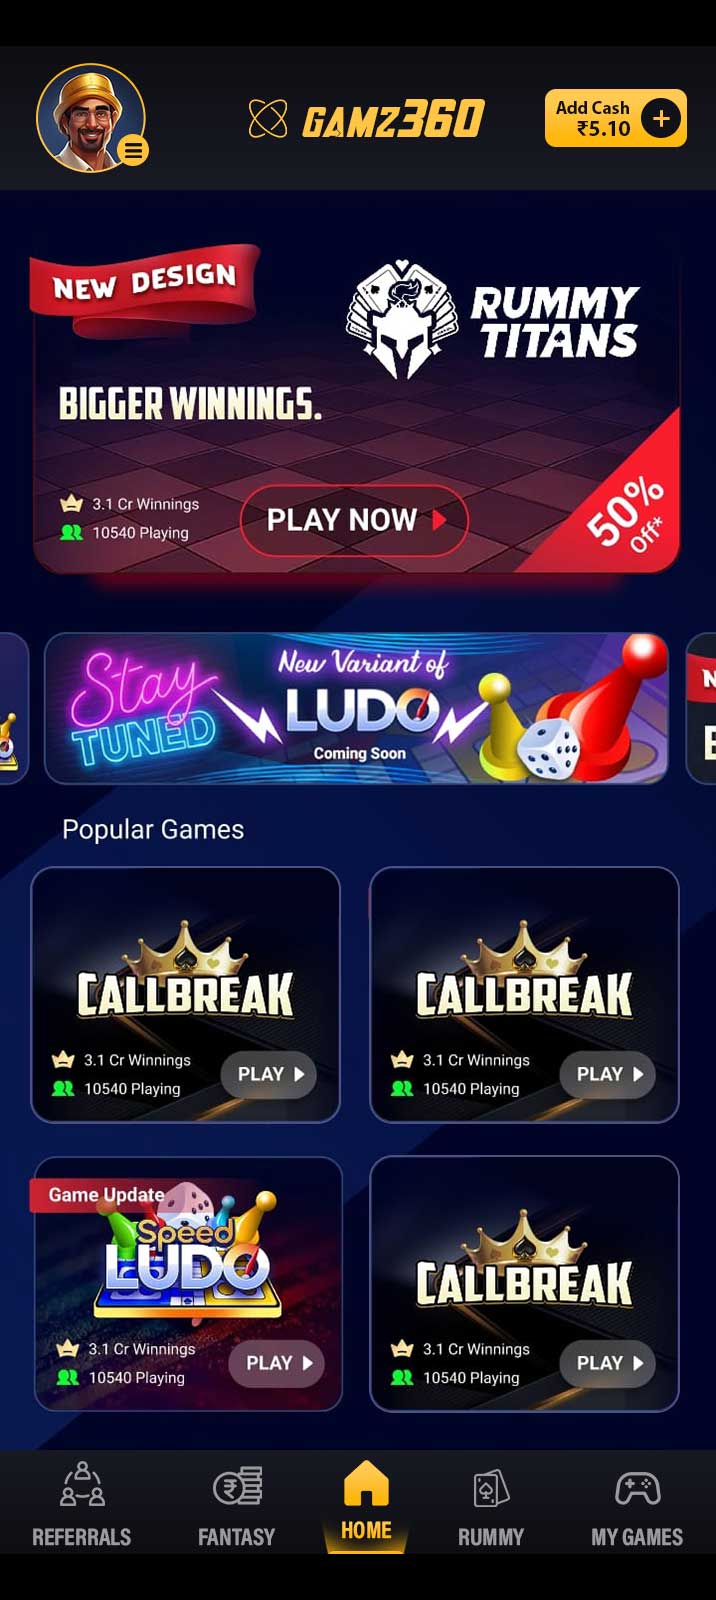 GAMZ360
Add Cash
₹5.10
NEW DESIGN
RUMMY
TITANS
BIGGER WINNINGS.
3.1 Cr Winnings
10540 Playing
PLAY NOW
50%
Off*
Stay
TUNED
New Variant of
LUDO
Coming Soon
Popular Games
CALLBREAK
3.1 Cr Winnings
10540 Playing
PLAY
CALLBREAK
3.1 Cr Winnings
10540 Playing
PLAY
Game Update
Speed
LUDO
3.1 Cr Winnings
10540 Playing
PLAY
CALLBREAK
3.1 Cr Winnings
10540 Playing
PLAY
REFERRALS
FANTASY
HOME
RUMMY
MY GAMES